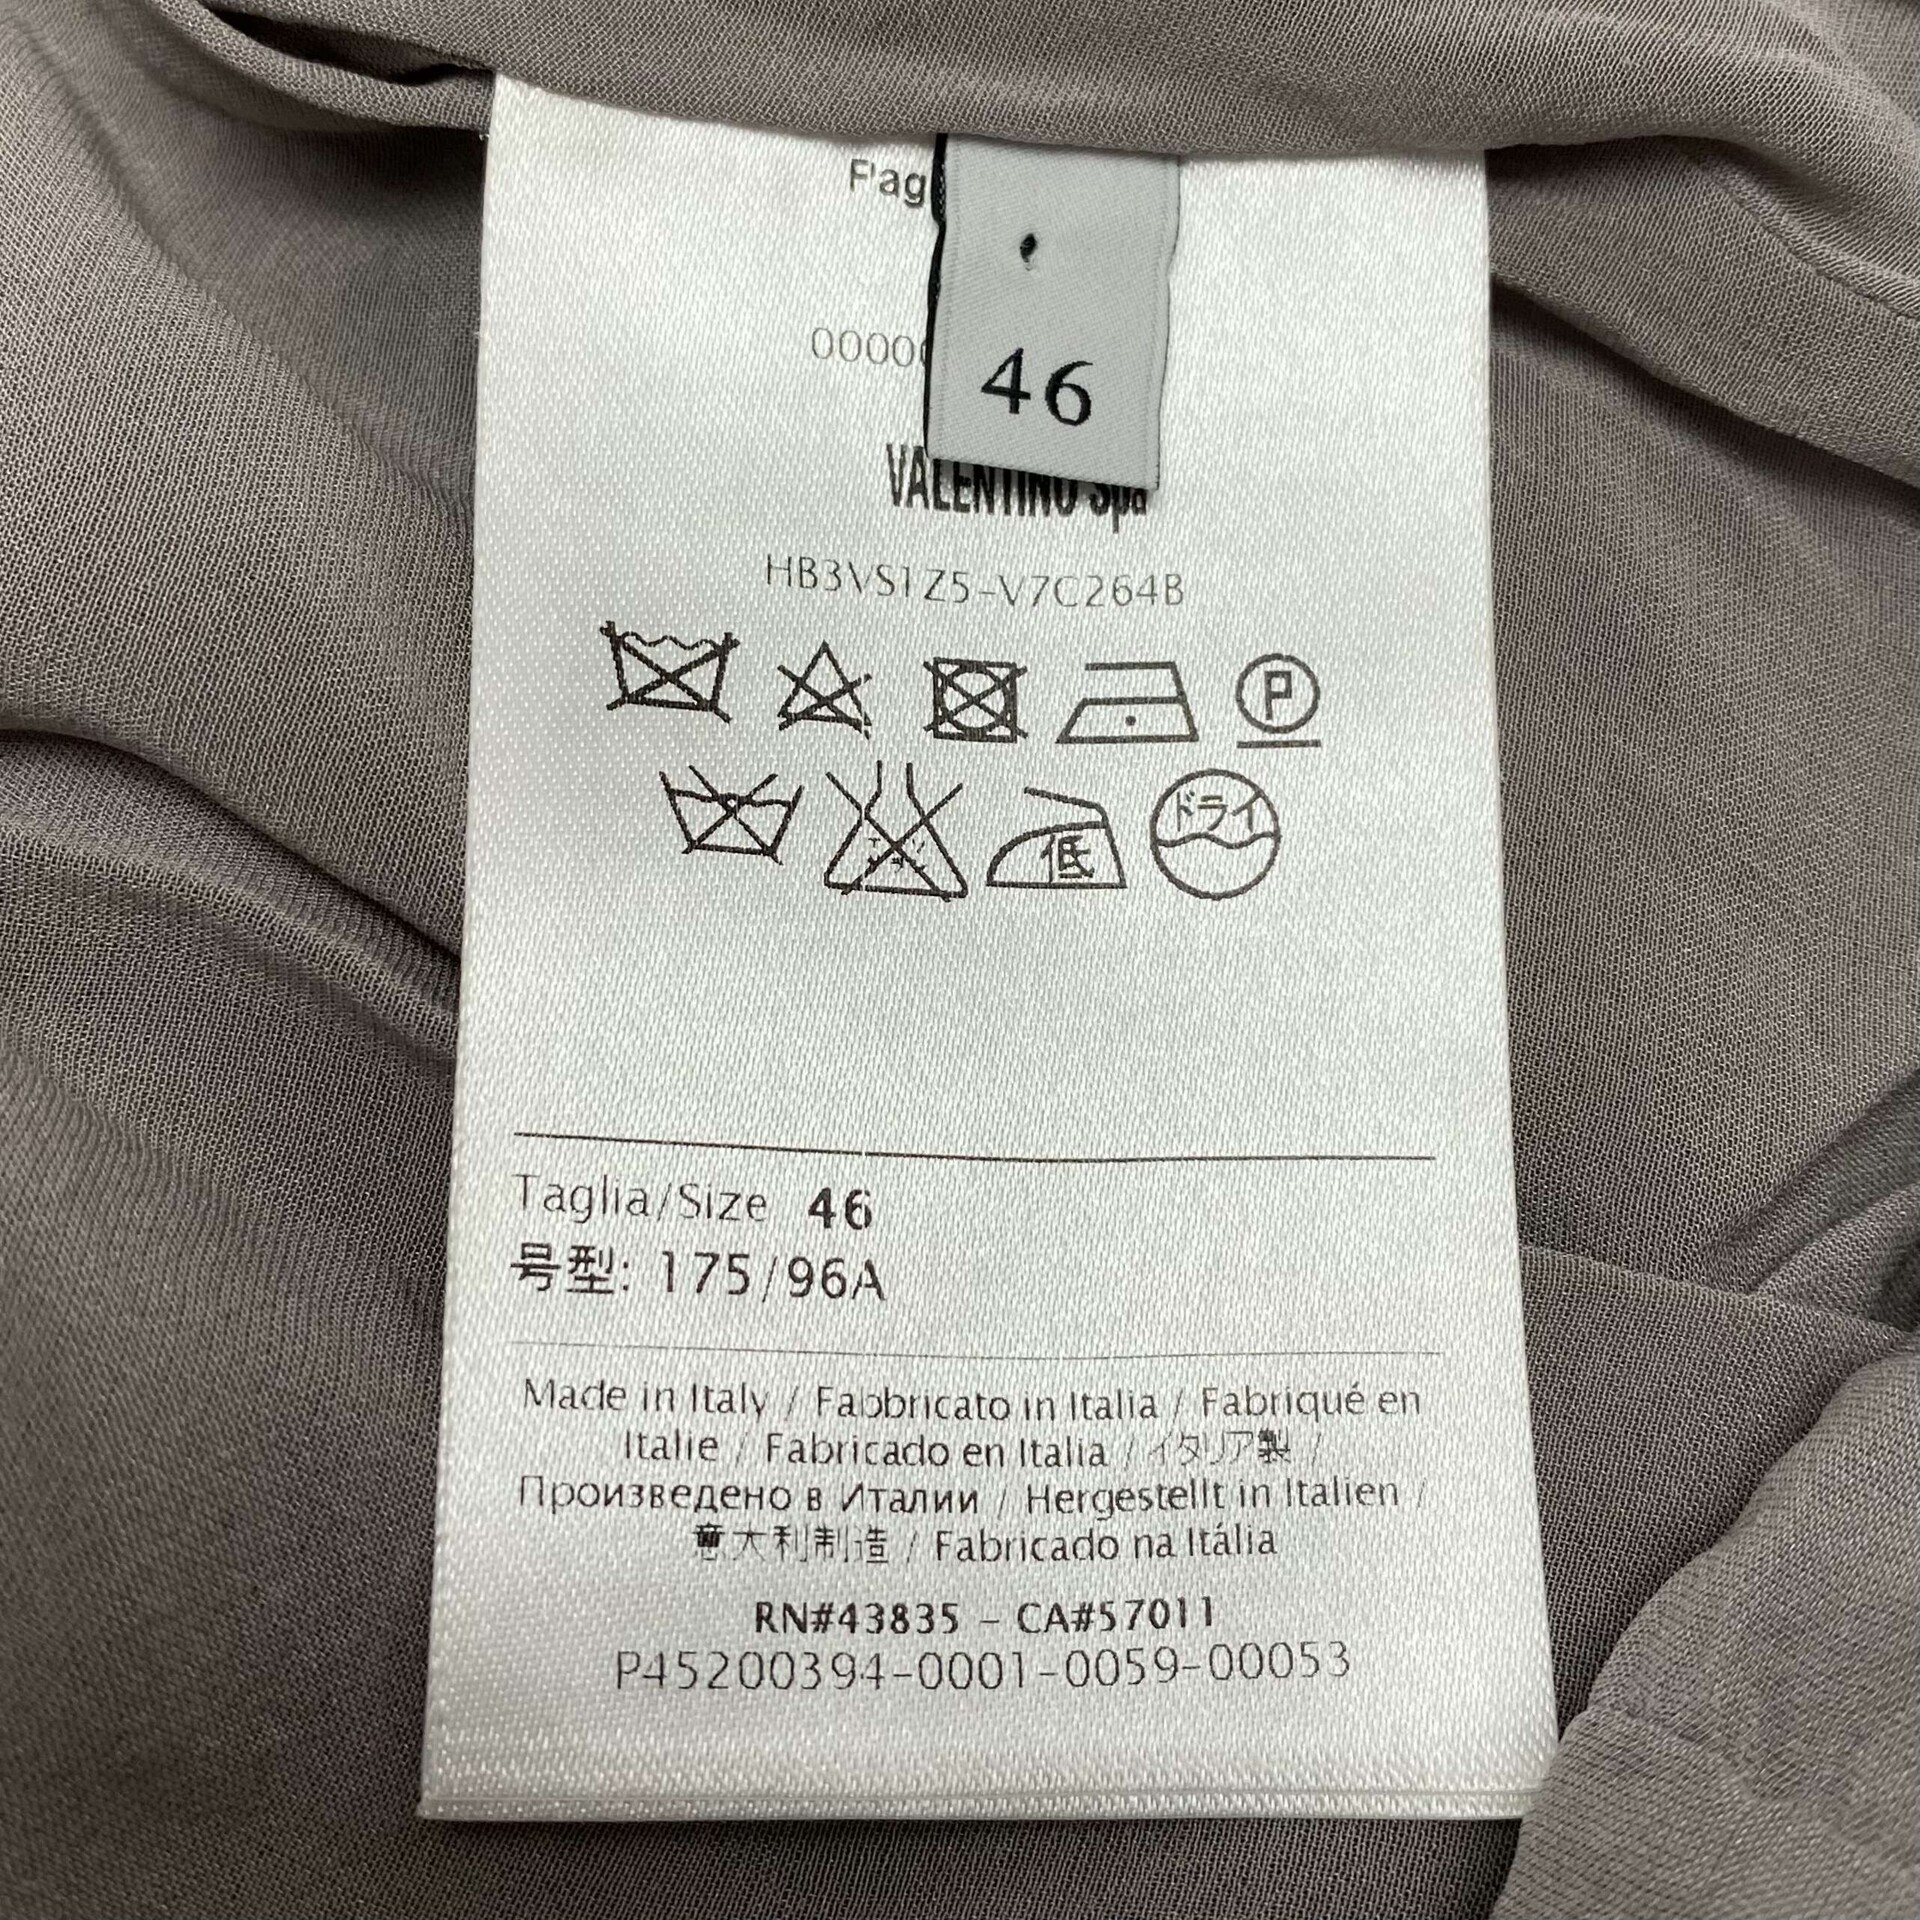 46
VALENTINO Spa
HB3VS1Z5-V7C264B
P
低
ドライ
Taglia/Size 46
号型: 175/96A
Made in Italy / Fabbricato in Italia / Fabriqué en
Italie / Fabricado en Italia / イタリア製 /
Произведено в Италии / Hergestellt in Italien /
意大利制造 / Fabricado na Itália
RN#43835 - CA#57011
P45200394-0001-0059-00053